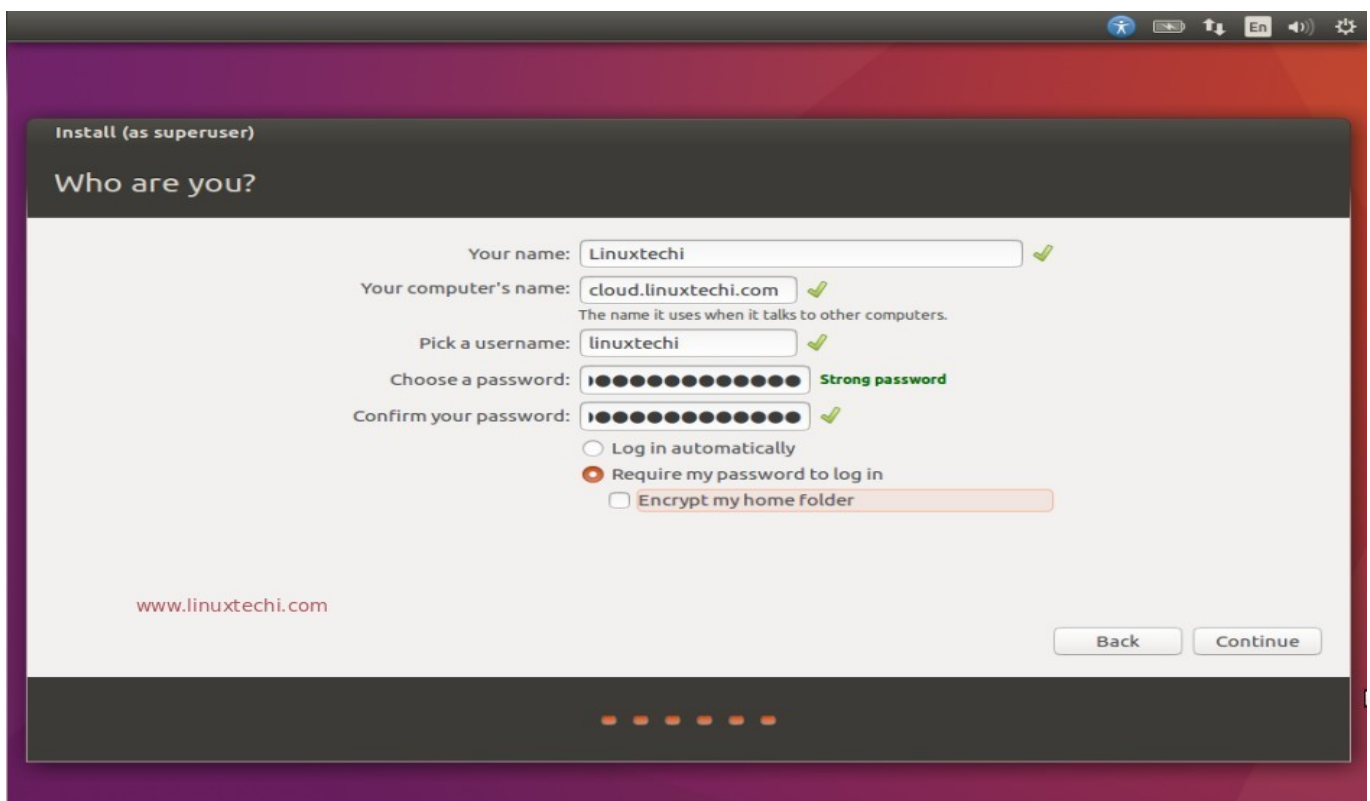 En
Install (as superuser)
Who are you?
Your name: Linuxtechi
Your computer's name: cloud.linuxtechi.com
The name it uses when it talks to other computers.
Pick a username: linuxtechi
Choose a password: Strong password
Confirm your password:
Log in automatically
Require my password to log in
Encrypt my home folder
www.linuxtechi.com
Back Continue